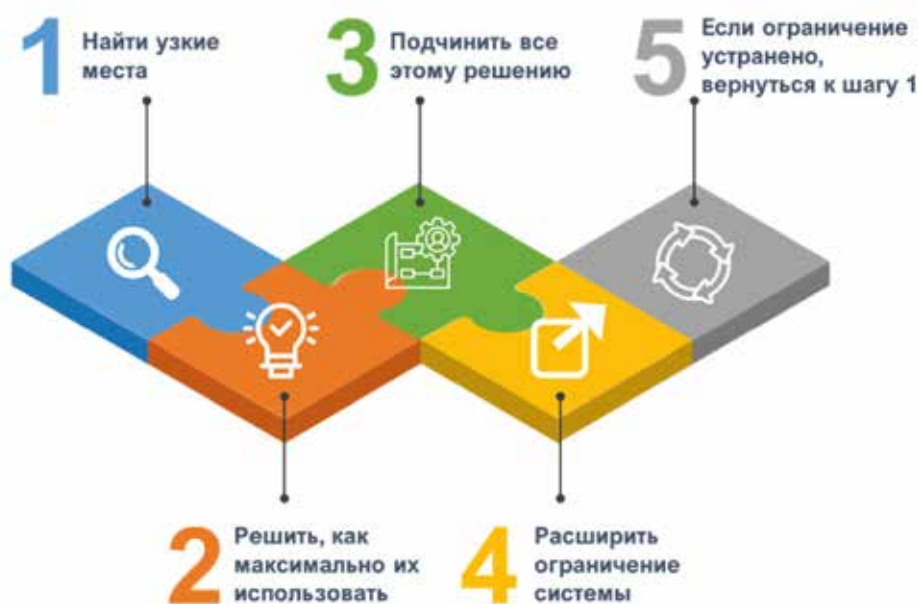 1
Найти узкие
места
2
Решить, как
максимально их
использовать
3
Подчинить все
этому решению
4
Расширить
ограничение
системы
5
Если ограничение
устранено,
вернуться к шагу 1